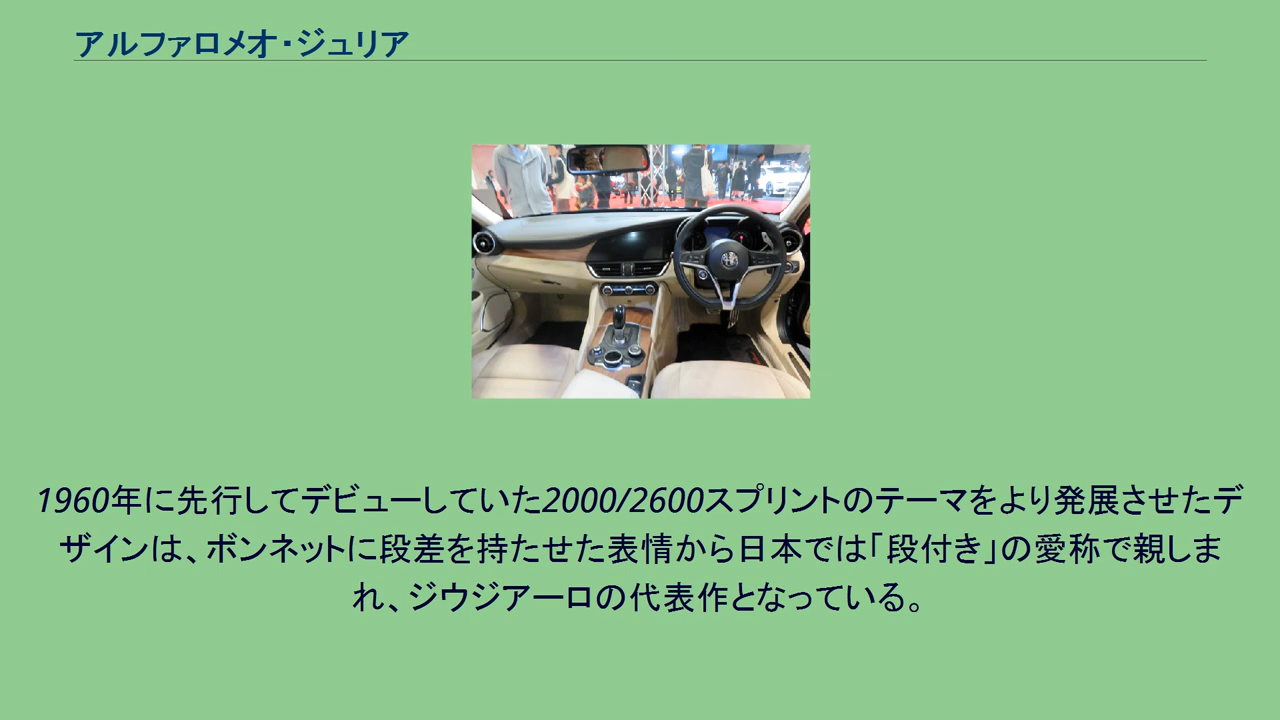 アルファロメオ・ジュリア
1960年に先行してデビューしていた2000/2600スプリントのテーマをより発展させたデ
ザインは、ボンネットに段差を持たせた表情から日本では「段付き」の愛称で親しま
れ、ジウジアーロの代表作となっている。